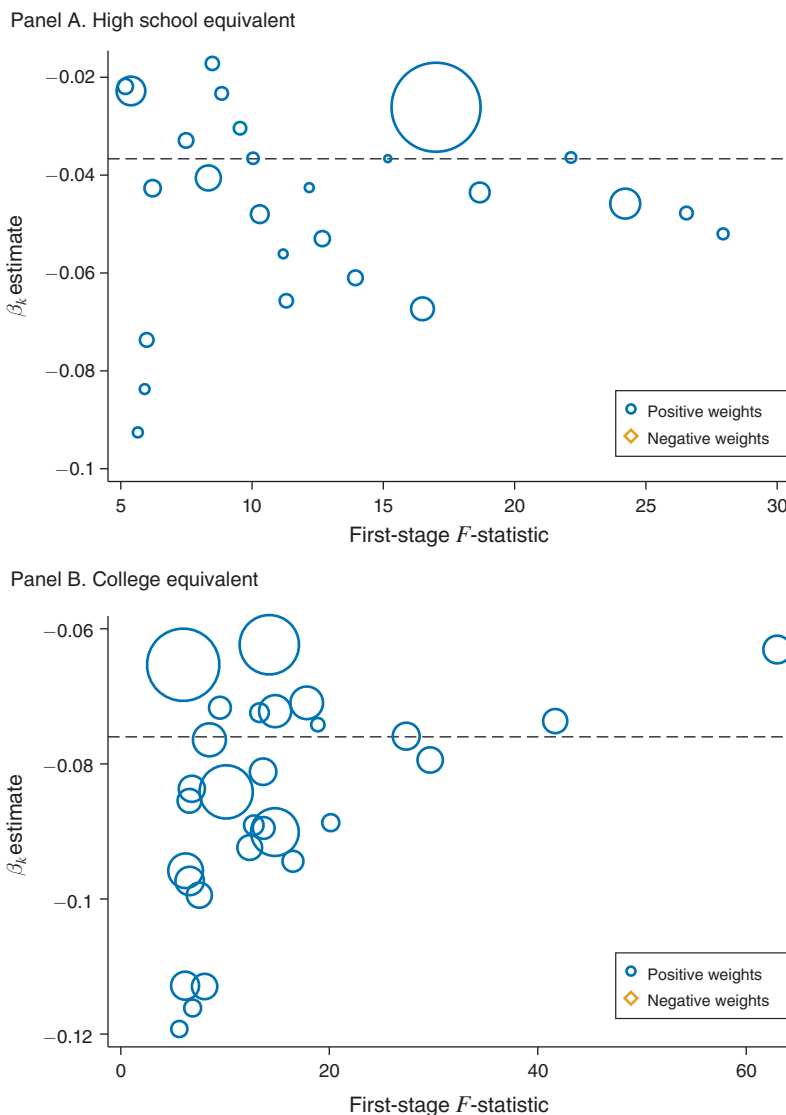 Panel A. High school equivalent
−0.02
−0.04
−0.06
−0.08
−0.1
βk estimate
Positive weights
Negative weights
5 10 15 20 25 30
First-stage F-statistic
Panel B. College equivalent
−0.06
−0.08
−0.1
−0.12
βk estimate
Positive weights
Negative weights
0 20 40 60
First-stage F-statistic